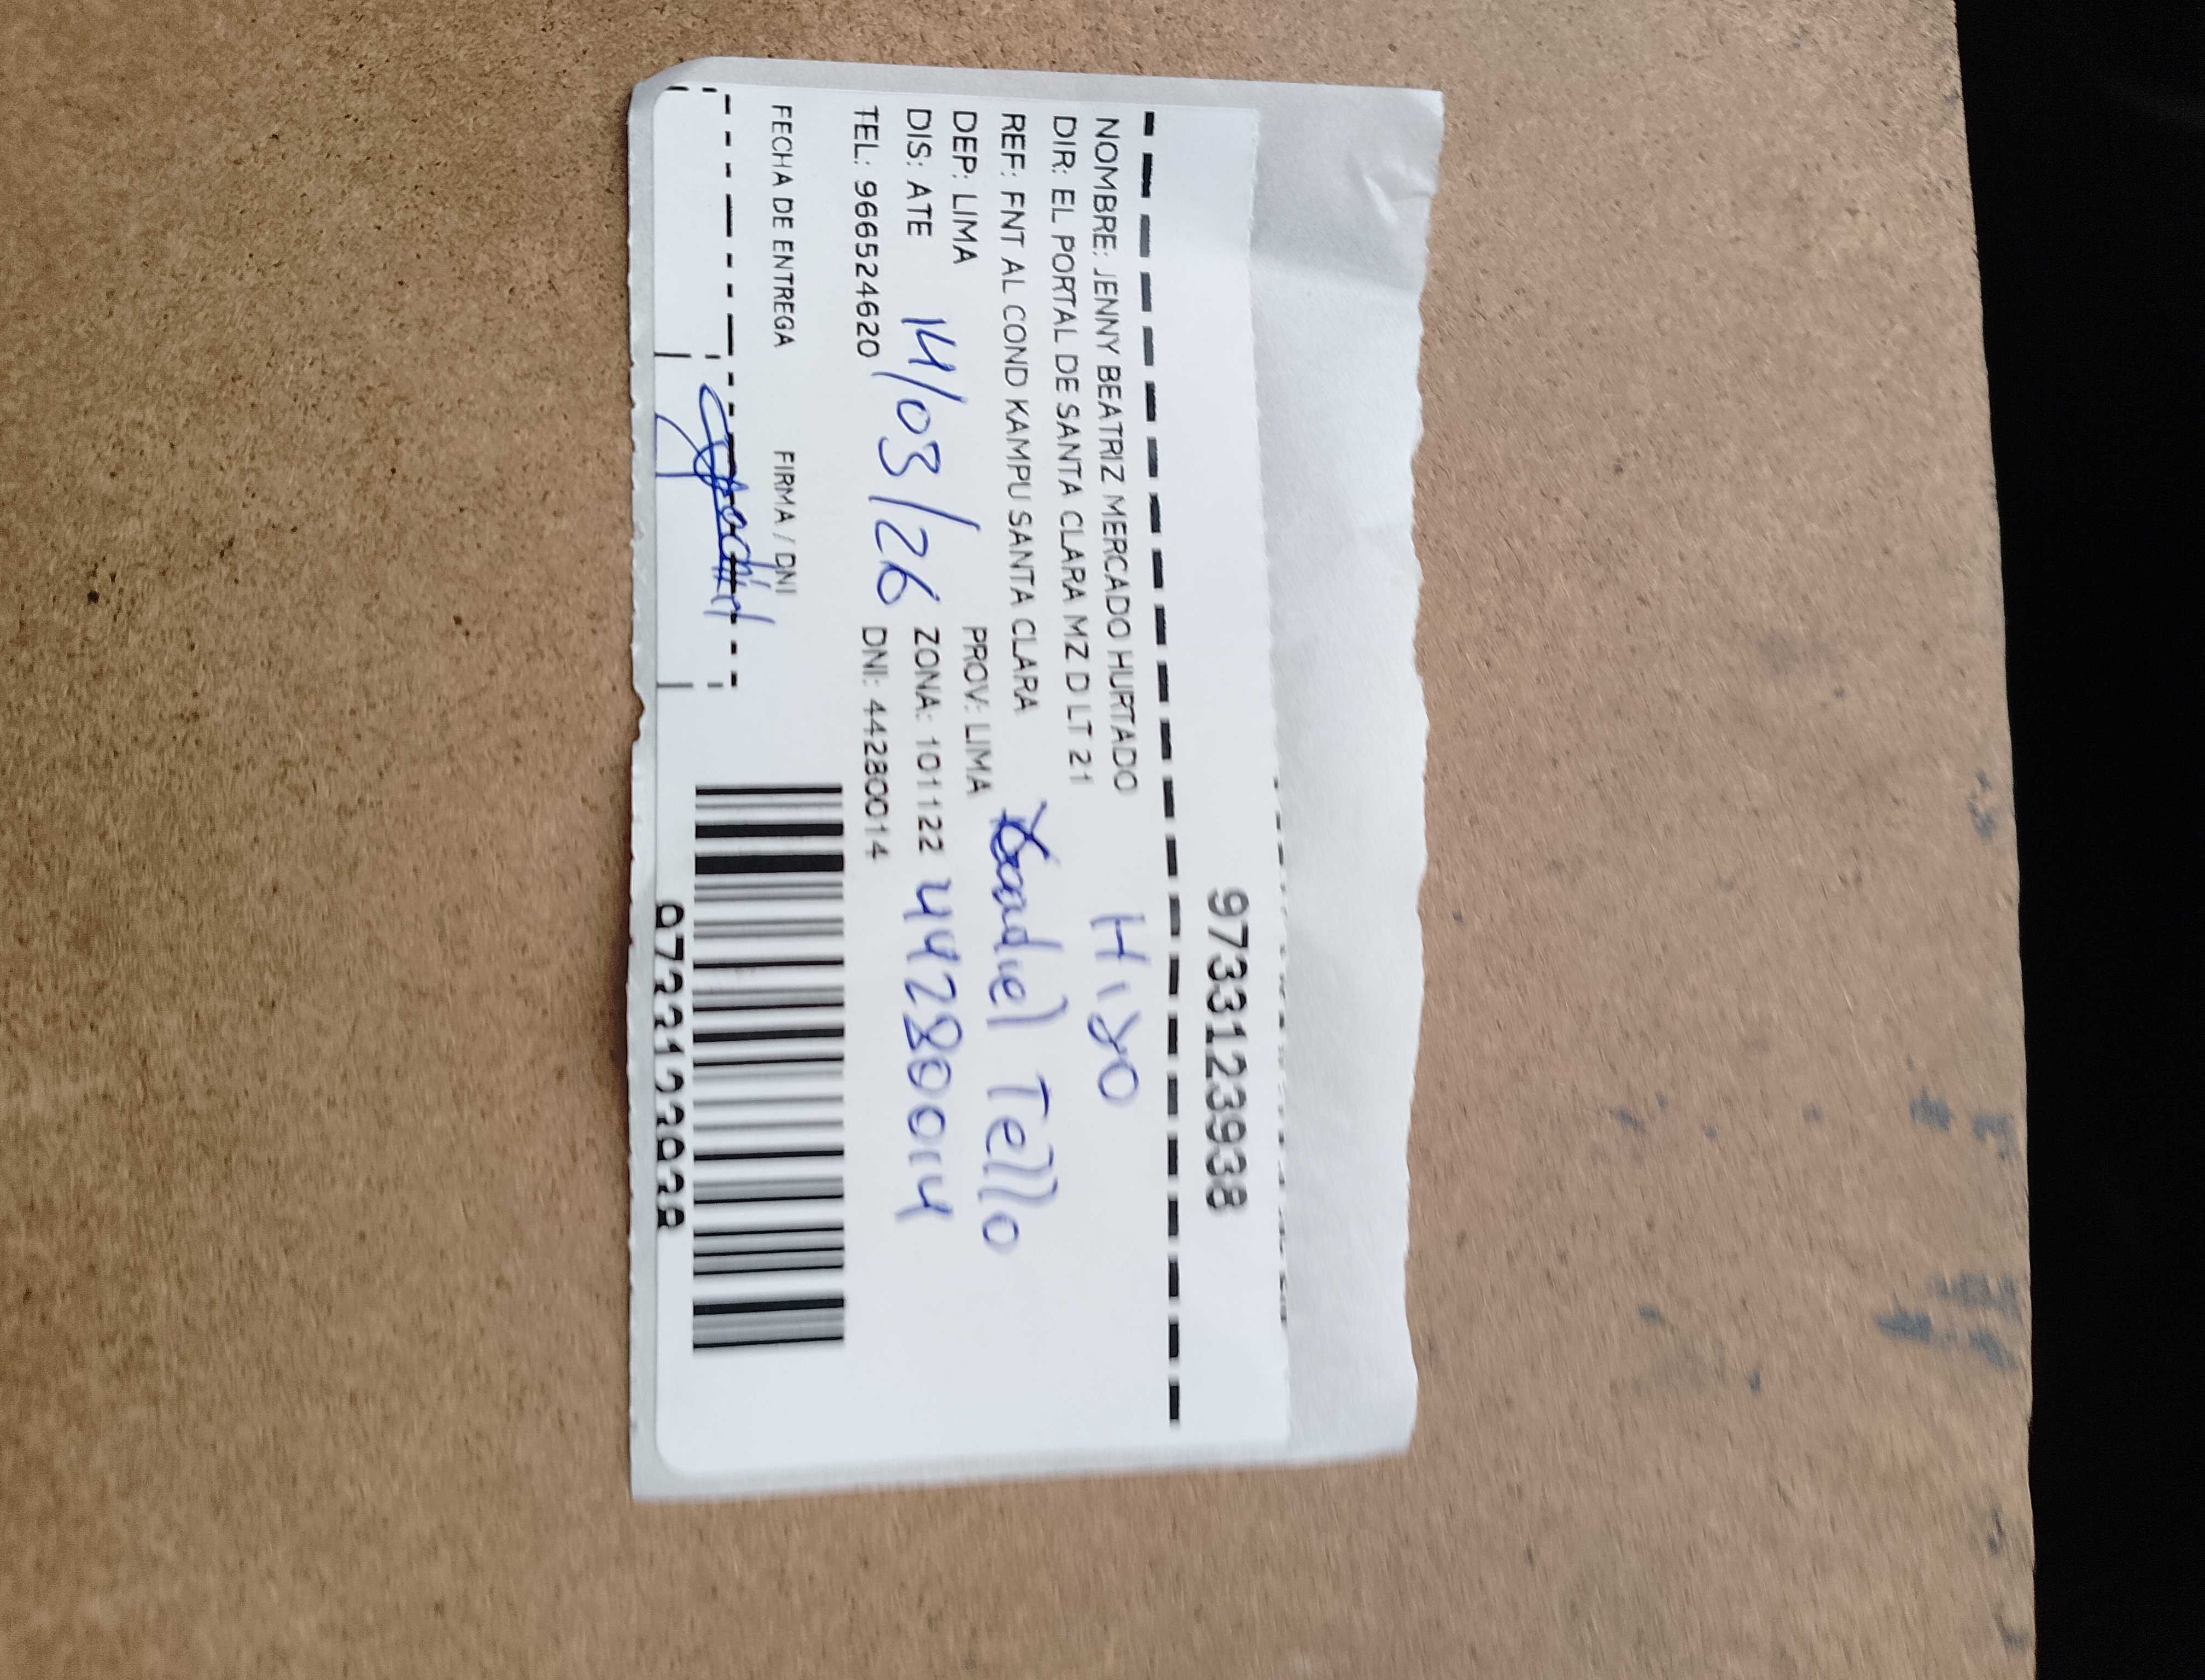 97333123938
NOMBRE: JENNY BEATRIZ MERCADO HURTADO
Hijo
DIR: EL PORTAL DE SANTA CLARA MZ D LT 21
REF: FNT AL COND KAMPU SANTA CLARA
Tello
DEP: LIMA PROV: LIMA
DIS: ATE ZONA: 101122
14/03/26
44280014
TEL: 966524620 DNI: 44280014
FECHA DE ENTREGA FIRMA / DNI